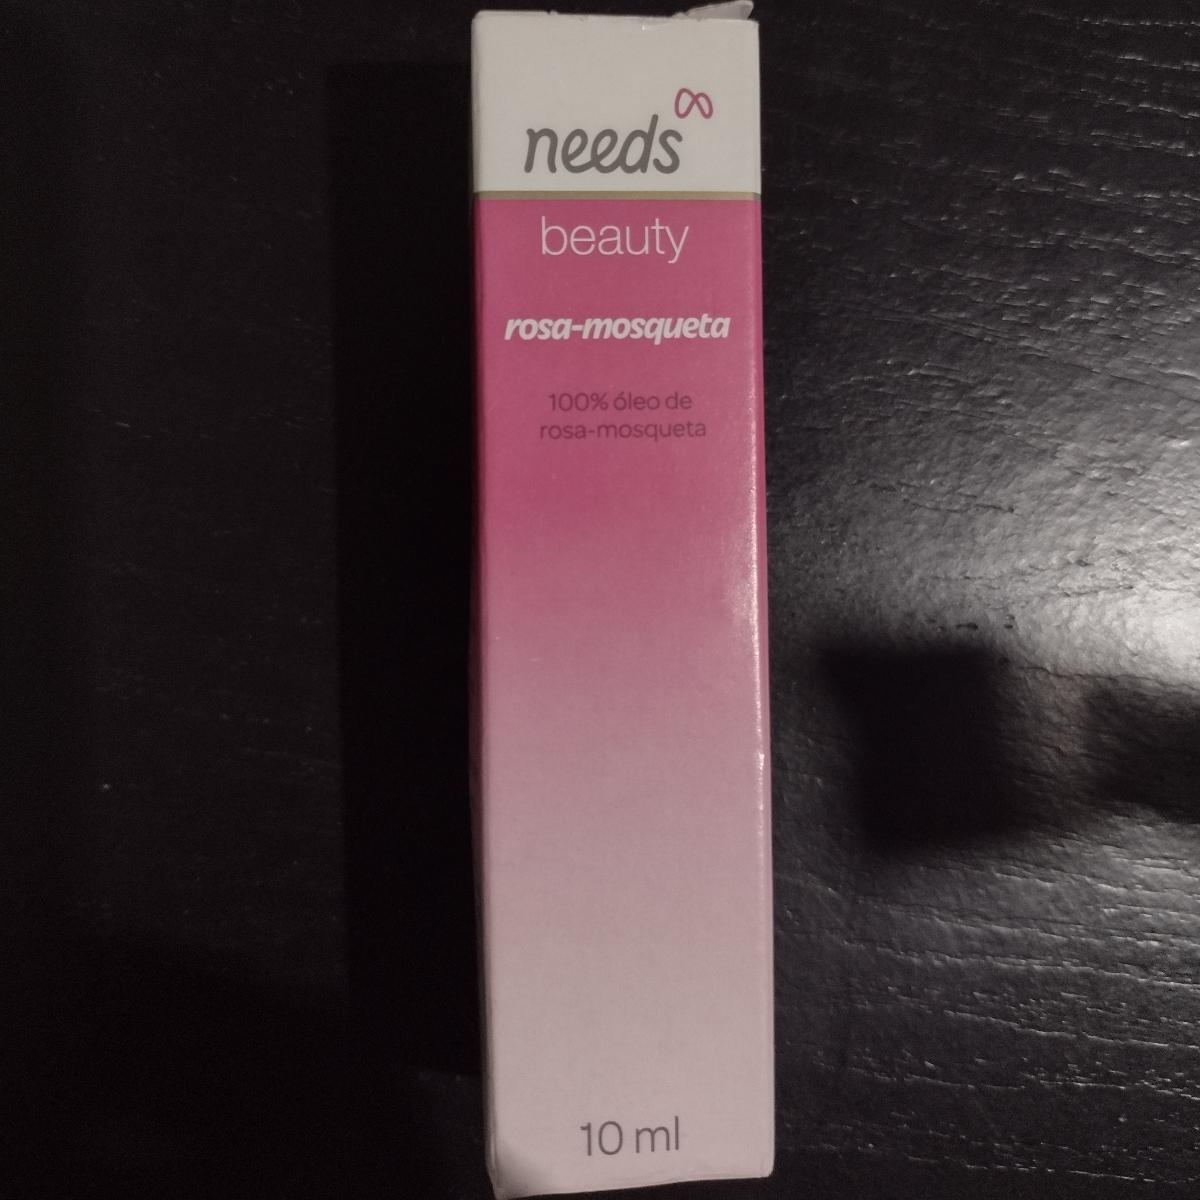 needs
beauty
rosa-mosqueta
100% óleo de
rosa-mosqueta
10 ml